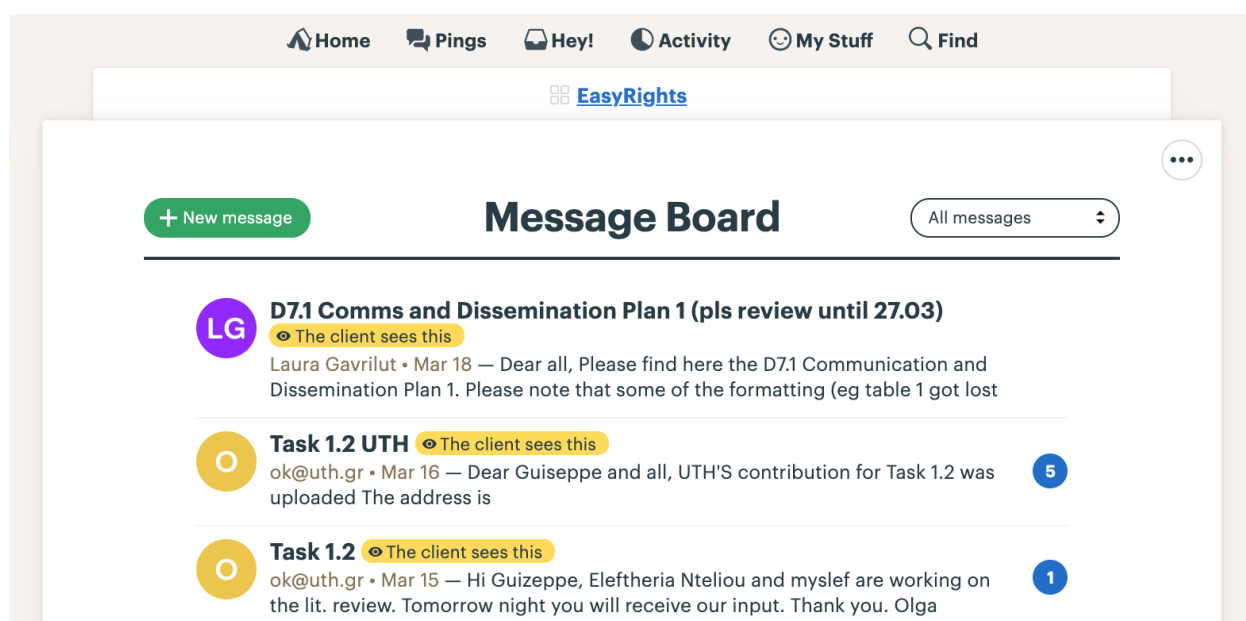 Home Pings Hey! Activity My Stuff Find
EasyRights
New message
Message Board
All messages
LG
D7.1 Comms and Dissemination Plan 1 (pls review until 27.03)
The client sees this
Laura Gavrilut • Mar 18 — Dear all, Please find here the D7.1 Communication and
Dissemination Plan 1. Please note that some of the formatting (eg table 1 got lost
O
Task 1.2 UTH The client sees this
ok@uth.gr • Mar 16 — Dear Guiseppe and all, UTH'S contribution for Task 1.2 was
uploaded The address is
5
O
Task 1.2 The client sees this
ok@uth.gr • Mar 15 — Hi Guizeppe, Eleftheria Nteliou and myslef are working on
the lit. review. Tomorrow night you will receive our input. Thank you. Olga
1